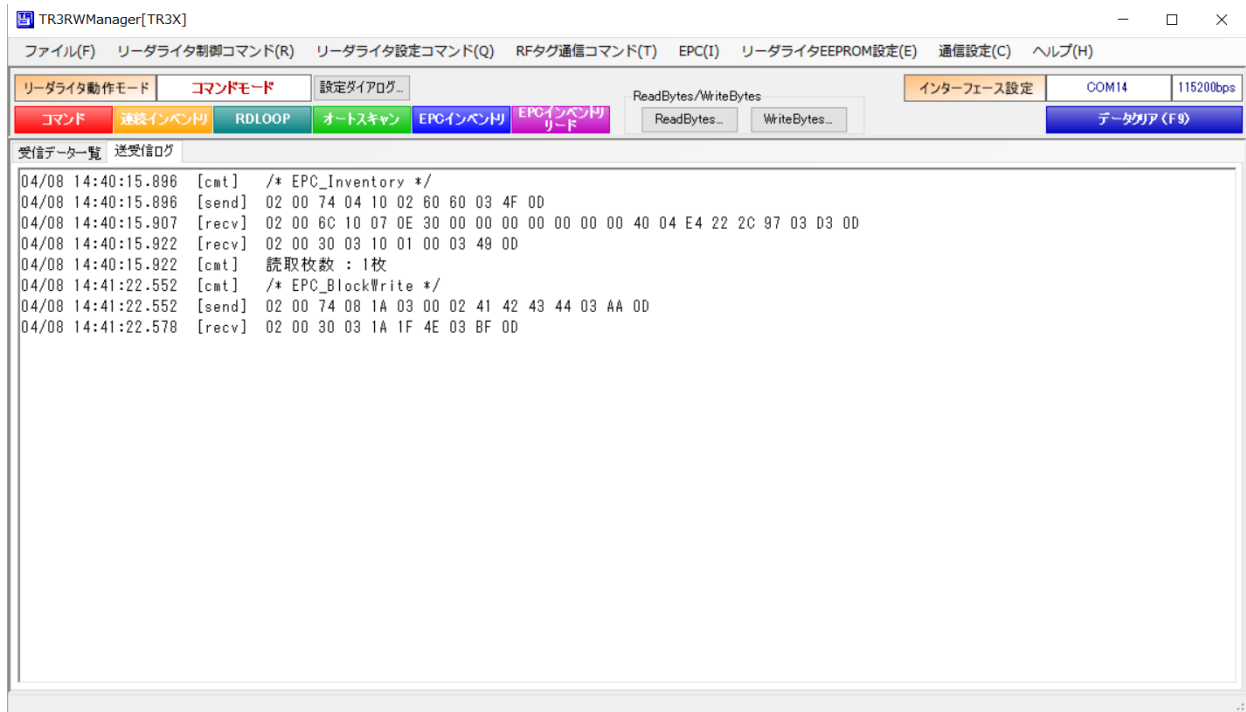 TR3RWManager[TR3X]
ファイル(F) リーダライタ制御コマンド(R) リーダライタ設定コマンド(Q) RFタグ通信コマンド(T) EPC(I) リーダライタEEPROM設定(E) 通信設定(C) ヘルプ(H)
リーダライタ動作モード コマンドモード 設定ダイアログ... インターフェース設定 COM14 115200bps
ReadBytes/WriteBytes
コマンド 連続インベントリ RDLOOP オートスキャン EPCインベントリ EPCインベントリ
リード
ReadBytes... WriteBytes... データクリア (F9)
受信データ一覧 送受信ログ
04/08 14:40:15.896 [cmt] /* EPC_Inventory */
04/08 14:40:15.896 [send] 02 00 74 04 10 02 60 60 03 4F 0D
04/08 14:40:15.907 [recv] 02 00 6C 10 07 0E 30 00 00 00 00 00 00 00 40 04 E4 22 2C 97 03 D3 0D
04/08 14:40:15.922 [recv] 02 00 30 03 10 01 00 03 49 0D
04/08 14:40:15.922 [cmt] 読取枚数 : 1枚
04/08 14:41:22.552 [cmt] /* EPC_BlockWrite */
04/08 14:41:22.552 [send] 02 00 74 08 1A 03 00 02 41 42 43 44 03 AA 0D
04/08 14:41:22.578 [recv] 02 00 30 03 1A 1F 4E 03 BF 0D